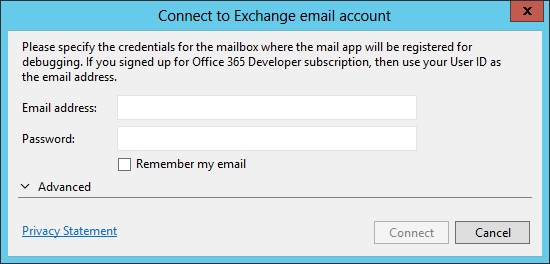 Connect to Exchange email account
Please specify the credentials for the mailbox where the mail app will be registered for
debugging. If you signed up for Office 365 Developer subscription, then use your User ID as
the email address.
Email address:
Password:
Remember my email
Advanced
Privacy Statement
Connect
Cancel